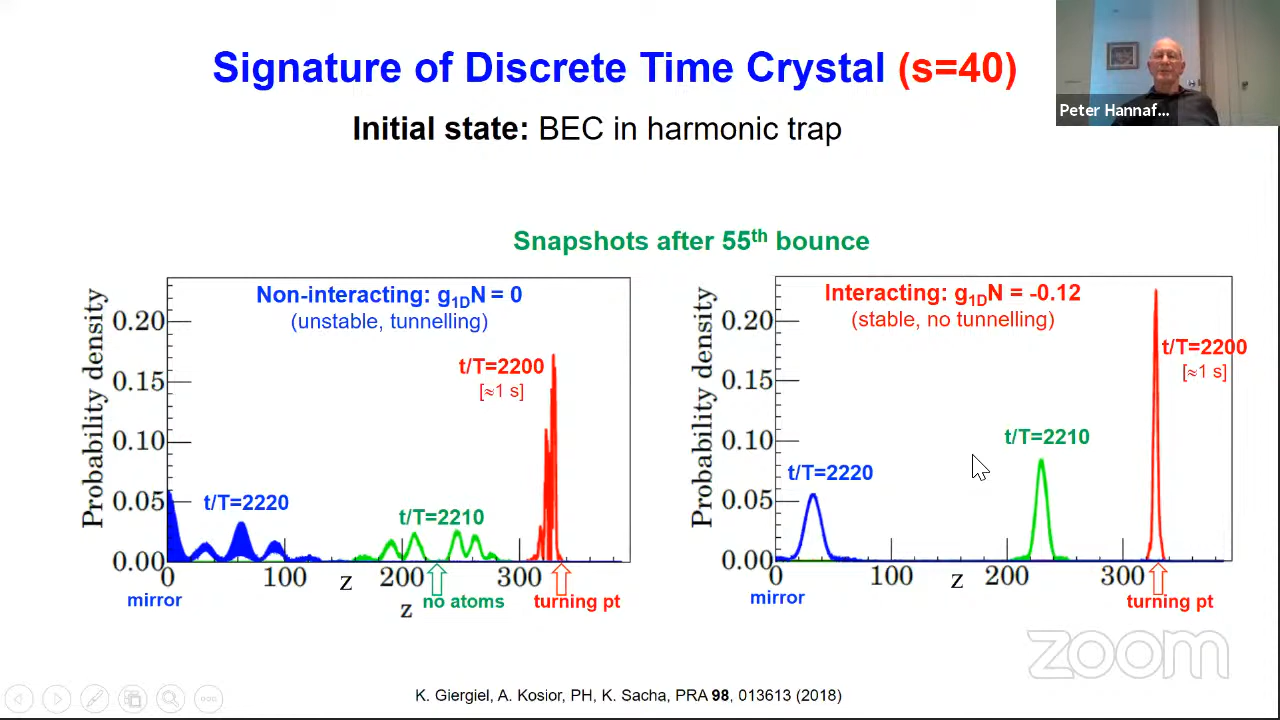 Signature of Discrete Time Crystal (s=40)
Peter Hannaf...
Initial state: BEC in harmonic trap
Snapshots after 55th bounce
Probability density
0.20
0.15
0.10
0.05
0.00
Non-interacting: g1DN = 0
(unstable, tunnelling)
t/T=2200
[≈1 s]
t/T=2220
t/T=2210
0
100
200
300
z
z
mirror
no atoms
turning pt
Probability density
0.20
0.15
0.10
0.05
0.00
Interacting: g1DN = -0.12
(stable, no tunnelling)
t/T=2200
[≈1 s]
t/T=2210
t/T=2220
0
100
200
300
z
mirror
turning pt
zoom
K. Giergiel, A. Kosior, PH, K. Sacha, PRA 98, 013613 (2018)